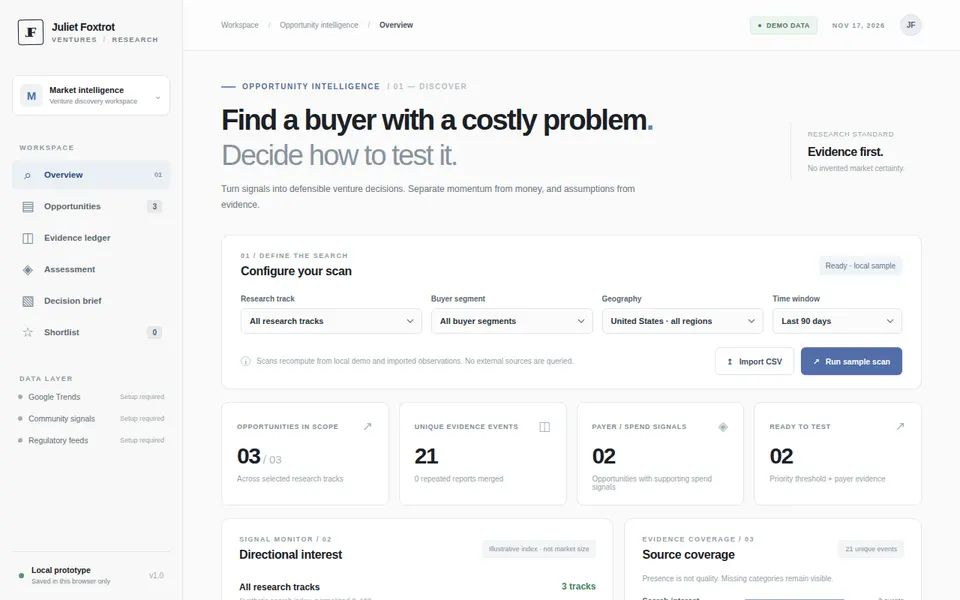 JF
Juliet Foxtrot
VENTURES / RESEARCH
M
Market intelligence
Venture discovery workspace
WORKSPACE
Overview 01
Opportunities 3
Evidence ledger
Assessment
Decision brief
Shortlist 0
DATA LAYER
Google Trends Setup required
Community signals Setup required
Regulatory feeds Setup required
Local prototype
Saved in this browser only
v1.0
Workspace / Opportunity intelligence / Overview
DEMO DATA
NOV 17, 2026
JF
OPPORTUNITY INTELLIGENCE / 01 — DISCOVER
Find a buyer with a costly problem.
Decide how to test it.
Turn signals into defensible venture decisions. Separate momentum from money, and assumptions from
evidence.
RESEARCH STANDARD
Evidence first.
No invented market certainty.
01 / DEFINE THE SEARCH
Configure your scan
Ready · local sample
Research track
All research tracks
Buyer segment
All buyer segments
Geography
United States · all regions
Time window
Last 90 days
Scans recompute from local demo and imported observations. No external sources are queried.
Import CSV
Run sample scan
OPPORTUNITIES IN SCOPE
03 / 03
Across selected research tracks
UNIQUE EVIDENCE EVENTS
21
0 repeated reports merged
PAYER / SPEND SIGNALS
02
Opportunities with supporting spend
signals
READY TO TEST
02
Priority threshold + payer evidence
SIGNAL MONITOR / 02
Directional interest
Illustrative index · not market size
All research tracks
3 tracks
EVIDENCE COVERAGE / 03
Source coverage
21 unique events
Presence is not quality. Missing categories remain visible.